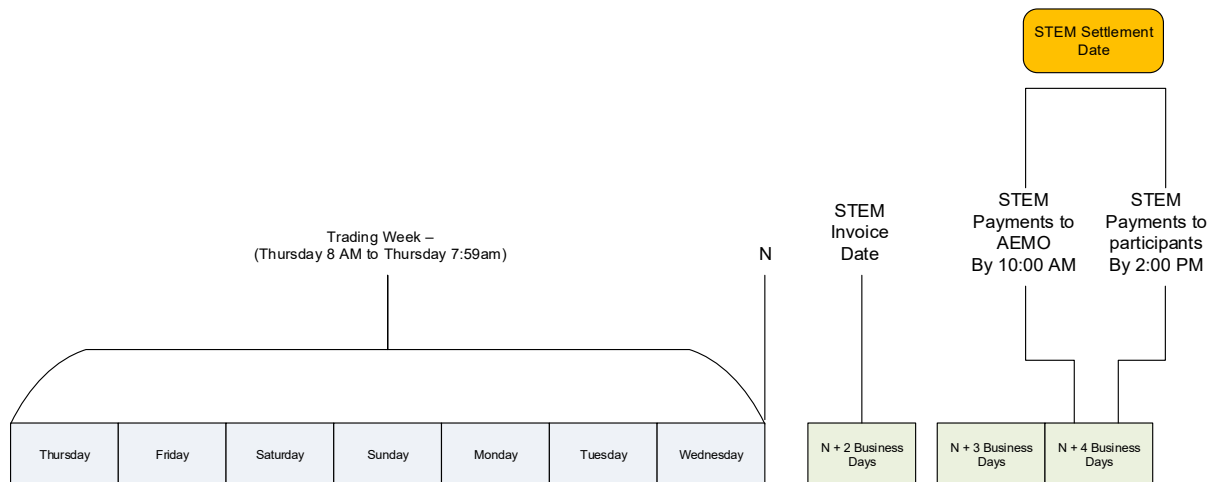 STEM Settlement
Date
Trading Week –
(Thursday 8 AM to Thursday 7:59am)
N
STEM
Invoice
Date
STEM
Payments to
AEMO
By 10:00 AM
STEM
Payments to
participants
By 2:00 PM
Thursday
Friday
Saturday
Sunday
Monday
Tuesday
Wednesday
N + 2 Business
Days
N + 3 Business
Days
N + 4 Business
Days